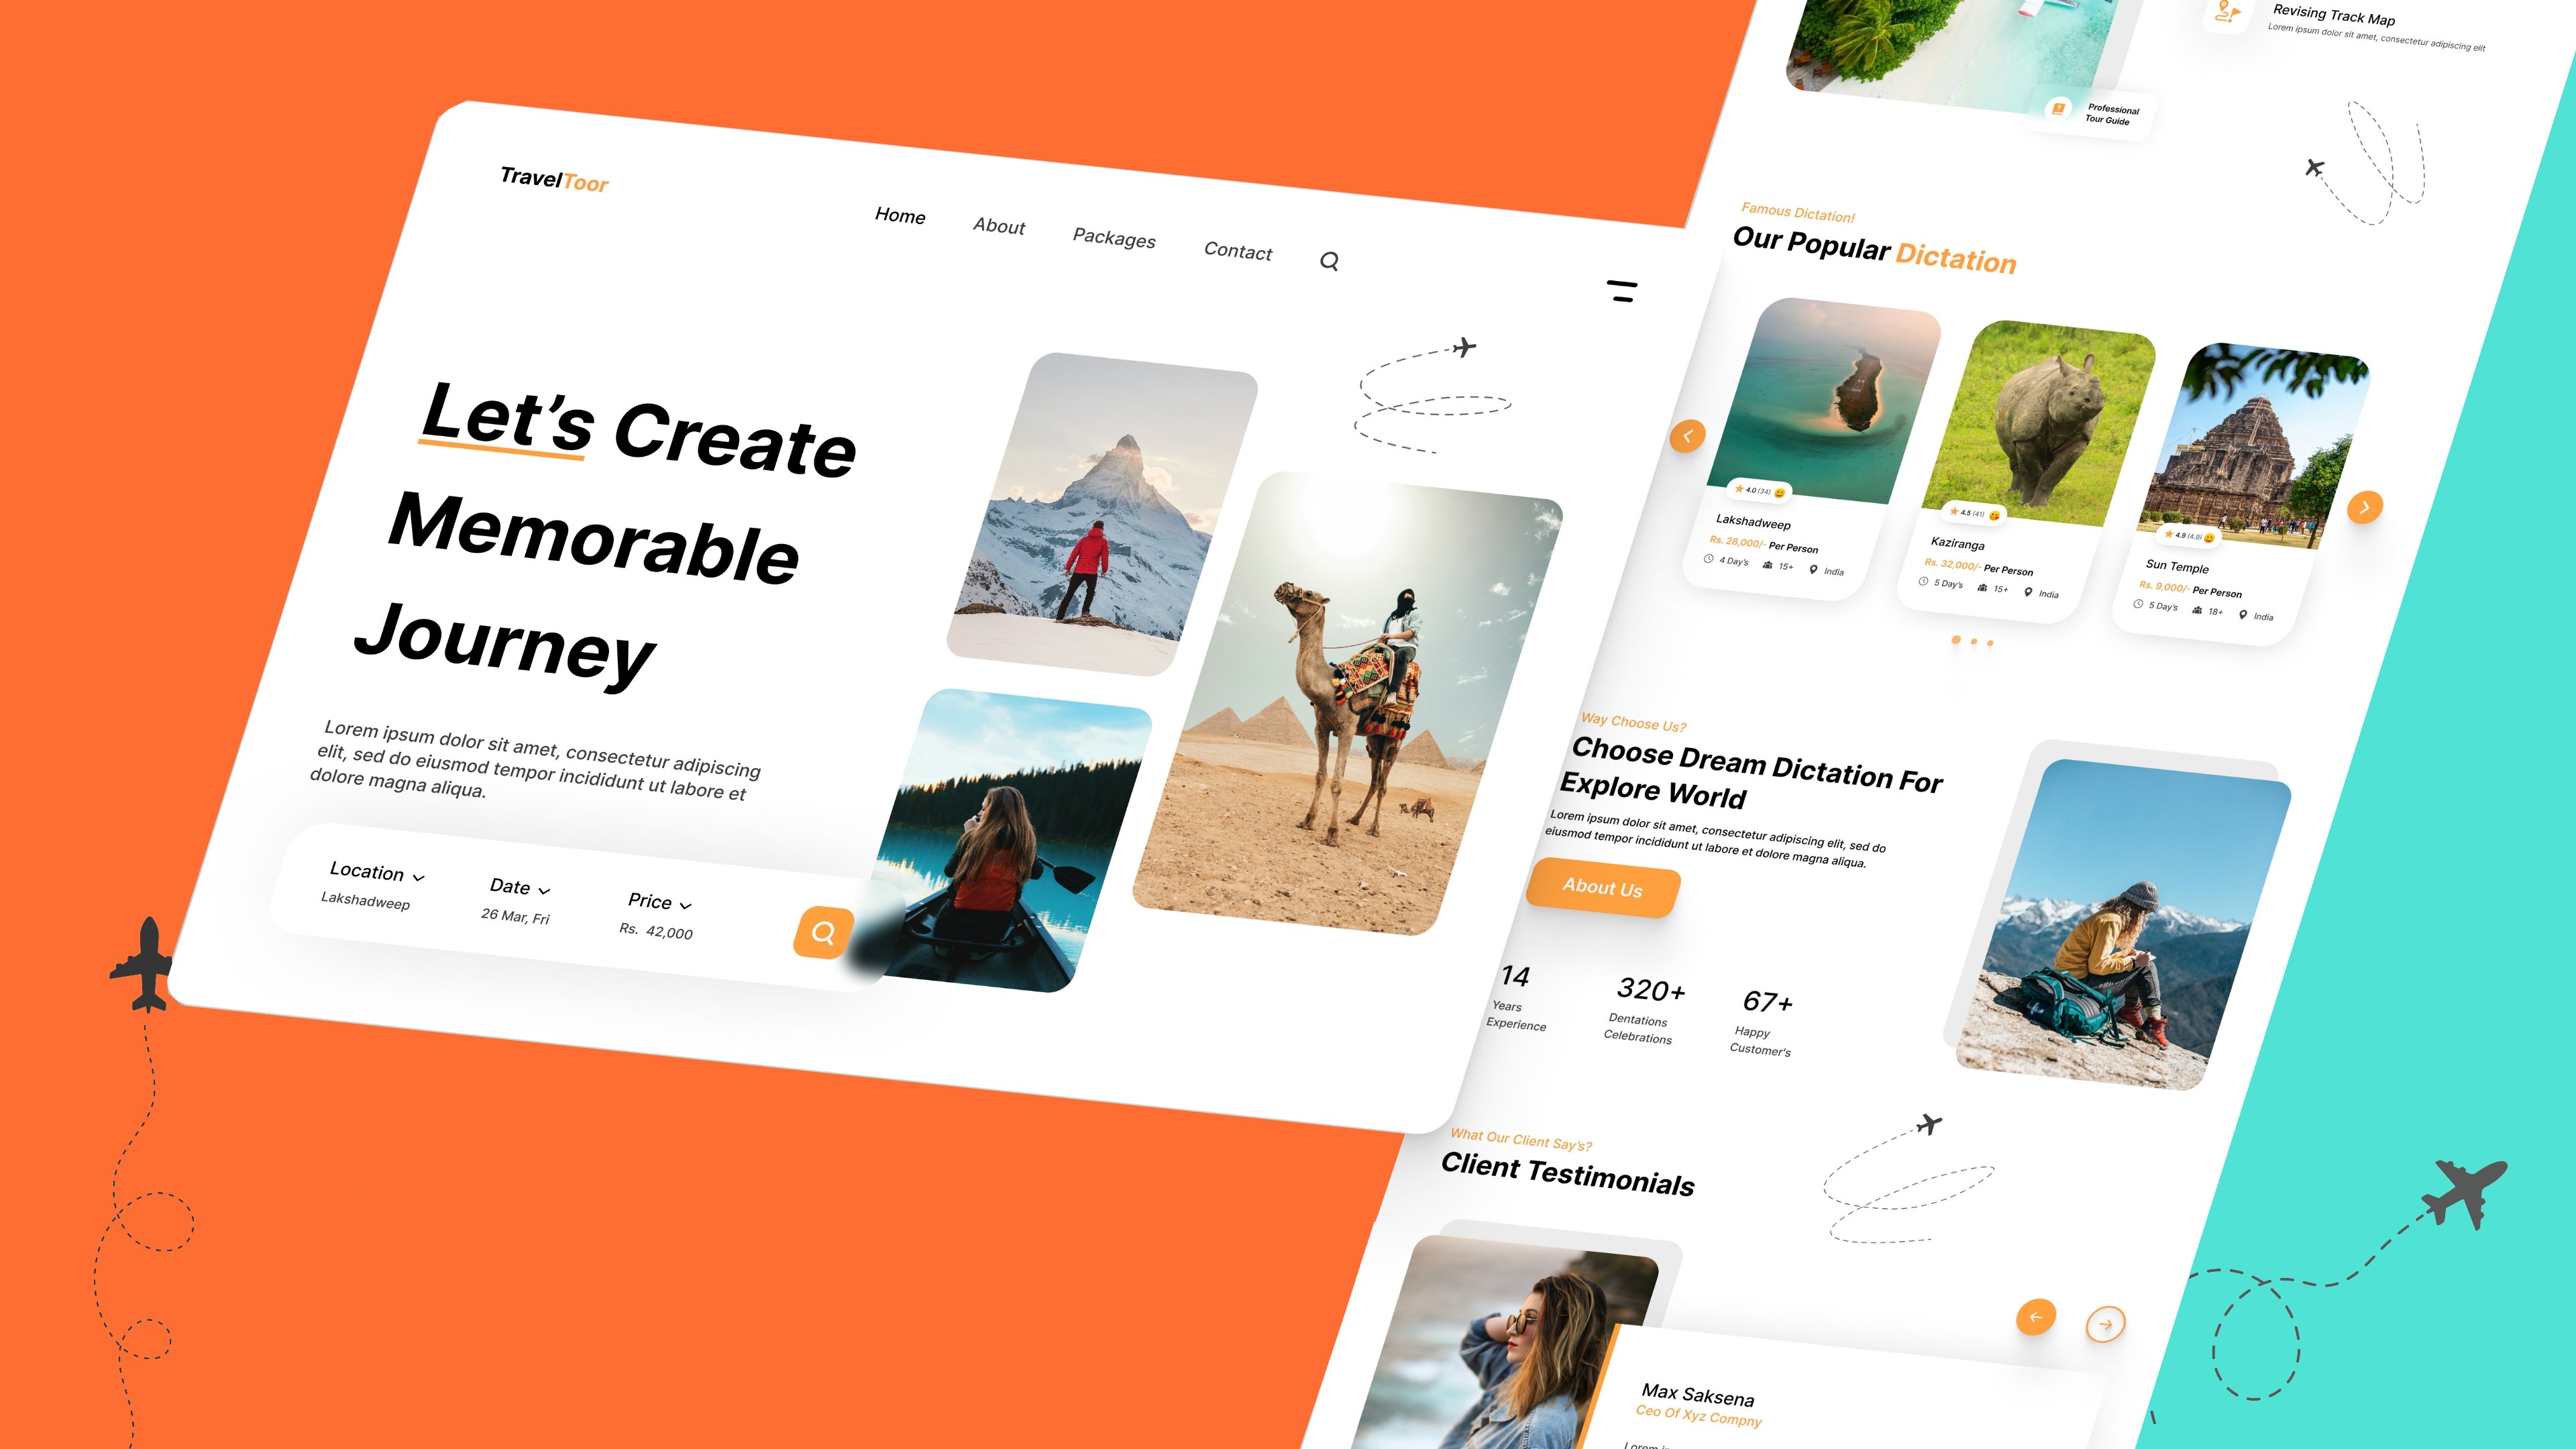 TravelToor
Home About Packages Contact
Let's Create
Memorable
Journey
Lorem ipsum dolor sit amet, consectetur adipiscing
elit, sed do eiusmod tempor incididunt ut labore et
dolore magna aliqua.
Location Date Price
Lakshadweep 26 Mar, Fri Rs. 42,000
Revising Track Map
Lorem ipsum dolor sit amet, consectetur adipiscing elit
Professional
Tour Guide
Famous Dictation!
Our Popular Dictation
4.0 (34)
Lakshadweep
Rs. 28,000/- Per Person
4 Day's 15+ India
4.5 (41)
Kaziranga
Rs. 32,000/- Per Person
5 Day's 15+ India
4.9 (4.9)
Sun Temple
Rs. 9,000/- Per Person
5 Day's 18+ India
Way Choose Us?
Choose Dream Dictation For
Explore World
Lorem ipsum dolor sit amet, consectetur adipiscing elit, sed do
eiusmod tempor incididunt ut labore et dolore magna aliqua.
About Us
14
Years
Experience
320+
Dentations
Celebrations
67+
Happy
Customer's
What Our Client Say's?
Client Testimonials
Max Saksena
Ceo Of Xyz Compny